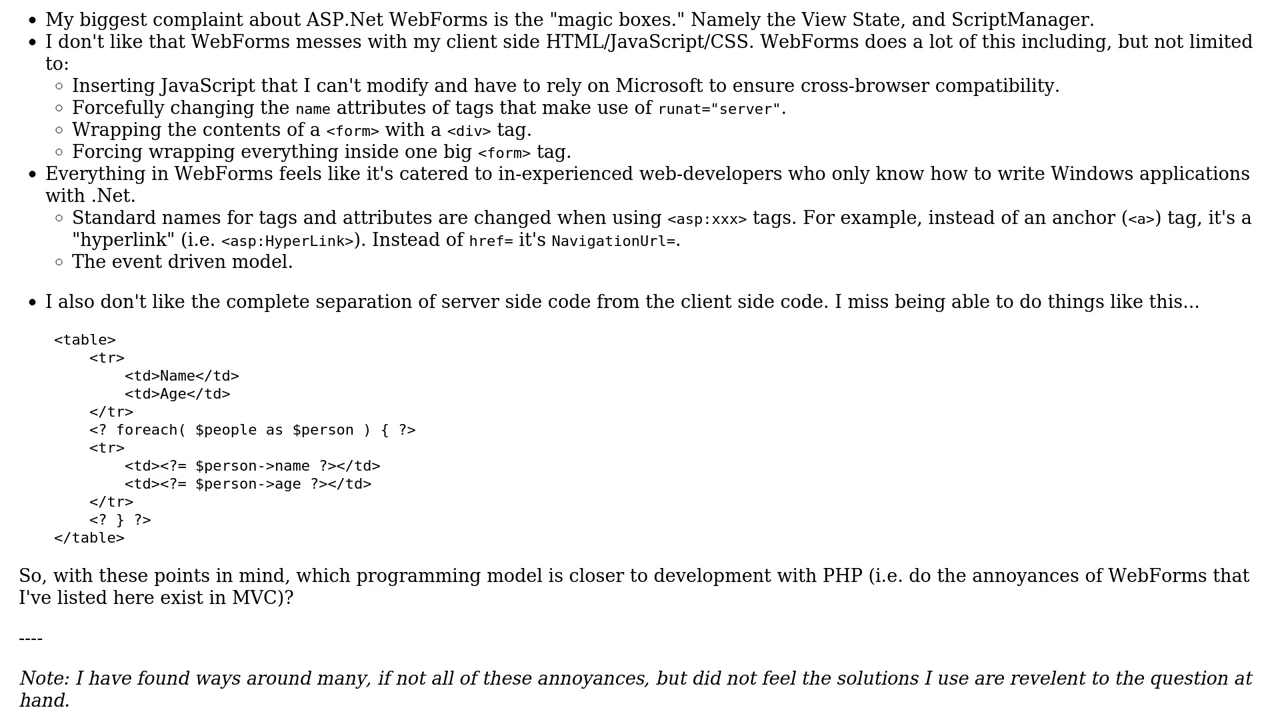 • My biggest complaint about ASP.Net WebForms is the "magic boxes." Namely the View State, and ScriptManager.
• I don't like that WebForms messes with my client side HTML/JavaScript/CSS. WebForms does a lot of this including, but not limited
to:
◦ Inserting JavaScript that I can't modify and have to rely on Microsoft to ensure cross-browser compatibility.
◦ Forcefully changing the name attributes of tags that make use of runat="server".
◦ Wrapping the contents of a <form> with a <div> tag.
◦ Forcing wrapping everything inside one big <form> tag.
• Everything in WebForms feels like it's catered to in-experienced web-developers who only know how to write Windows applications
with .Net.
◦ Standard names for tags and attributes are changed when using <asp:xxx> tags. For example, instead of an anchor (<a>) tag, it's a
"hyperlink" (i.e. <asp:HyperLink>). Instead of href= it's NavigationUrl=.
◦ The event driven model.
• I also don't like the complete separation of server side code from the client side code. I miss being able to do things like this...
<table>
    <tr>
        <td>Name</td>
        <td>Age</td>
    </tr>
    <? foreach( $people as $person ) { ?>
    <tr>
        <td><?= $person->name ?></td>
        <td><?= $person->age ?></td>
    </tr>
    <? } ?>
</table>
So, with these points in mind, which programming model is closer to development with PHP (i.e. do the annoyances of WebForms that
I've listed here exist in MVC)?
----
Note: I have found ways around many, if not all of these annoyances, but did not feel the solutions I use are revelent to the question at
hand.